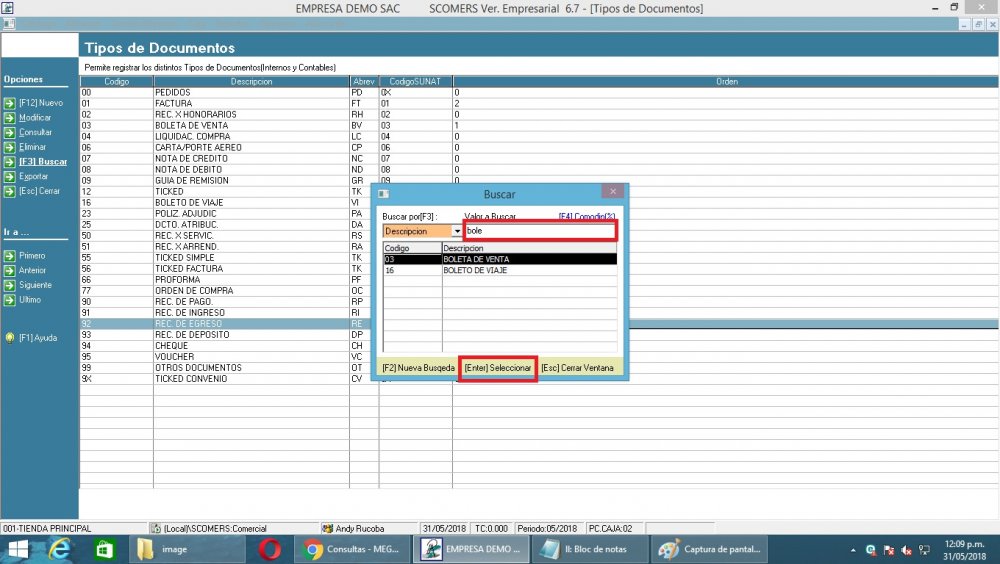 EMPRESA DEMO SAC SCOMERS Ver. Empresarial 6.7 - [Tipos de Documentos]
Tipos de Documentos
Permite registrar los distintos Tipos de Documentos(Internos y Contables)
Opciones
[F12] Nuevo
Modificar
Consultar
Eliminar
[F3] Buscar
Exportar
[Esc] Cerrar
Ir a ...
Primero
Anterior
Siguiente
Ultimo
[F1] Ayuda
Codigo Descripcion Abrev CodigoSUNAT Orden
00 PEDIDOS PD 0X 0
01 FACTURA FT 01 2
02 REC. X HONORARIOS RH 02 0
03 BOLETA DE VENTA BV 03 1
04 LIQUIDAC. COMPRA LC 04 0
06 CARTA/PORTE AEREO CP 06 0
07 NOTA DE CREDITO NC 07 0
08 NOTA DE DEBITO ND 08 0
09 GUIA DE REMISION GR 09 0
12 TICKED TK
16 BOLETO DE VIAJE VI
23 POLIZ. ADJUDIC PA
25 DCTO. ATRIBUC. DA
50 REC. X SERVIC. RS
51 REC. X ARREND. RA
55 TICKED SIMPLE TK
56 TICKED FACTURA TK
66 PROFORMA PF
77 ORDEN DE COMPRA OC
90 REC. DE PAGO. RP
91 REC. DE INGRESO RI
92 REC. DE EGRESO RE
93 REC. DE DEPOSITO DP
94 CHEQUE CH
95 VOUCHER VC
99 OTROS DOCUMENTOS OT
9X TICKED CONVENIO CV
Buscar
Buscar por[F3] : Valor a Buscar [F4] Comodin(%)
Descripcion bole
Codigo Descripcion
03 BOLETA DE VENTA
16 BOLETO DE VIAJE
[F2] Nueva Busqeda [Enter] Seleccionar [Esc] Cerrar Ventana
001-TIENDA PRINCIPAL (Local)\SCOMERS:Comercial Andy Rucoba 31/05/2018 TC:0.000 Periodo:05/2018 PC.CAJA:02
image Consultas - MEG... EMPRESA DEMO ... II: Bloc de notas Captura de pantal... 12:09 p.m.
31/05/2018